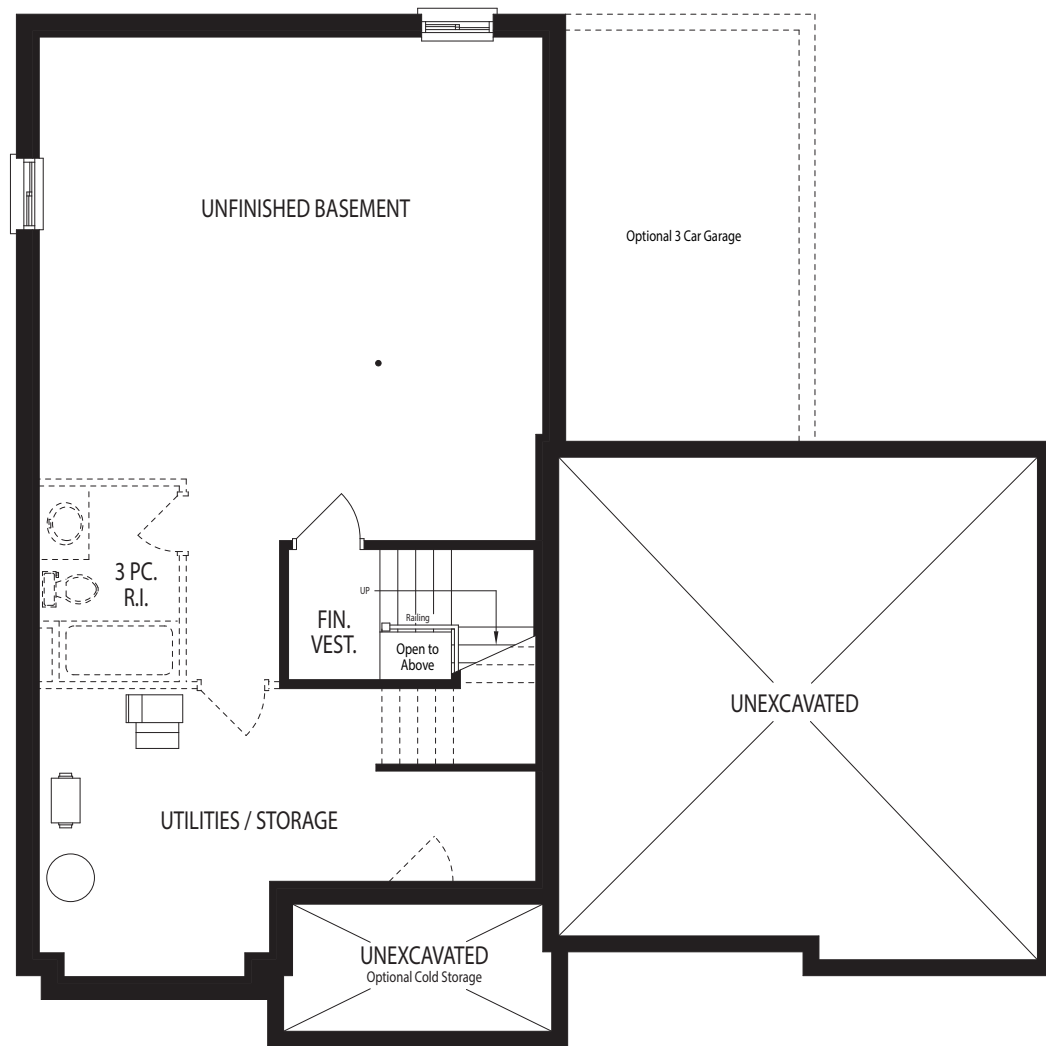 UNFINISHED BASEMENT
Optional 3 Car Garage
3 PC.
R.I.
FIN.
VEST.
UP
Railing
Open to
Above
UNEXCAVATED
UTILITIES / STORAGE
UNEXCAVATED
Optional Cold Storage